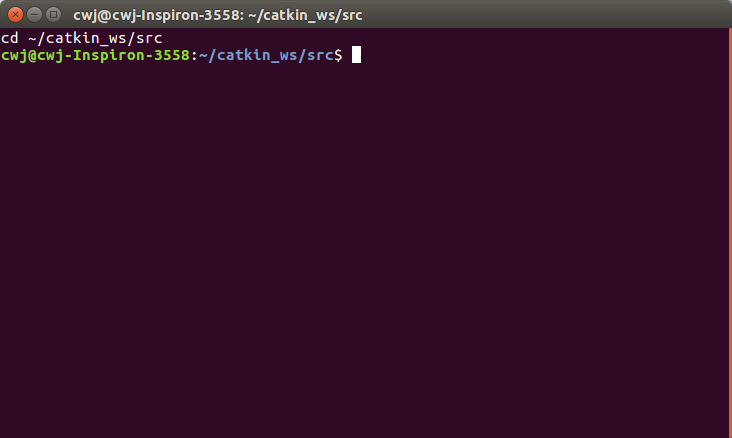 cwj@cwj-Inspiron-3558: ~/catkin_ws/src
cd ~/catkin_ws/src
cwj@cwj-Inspiron-3558:~/catkin_ws/src$